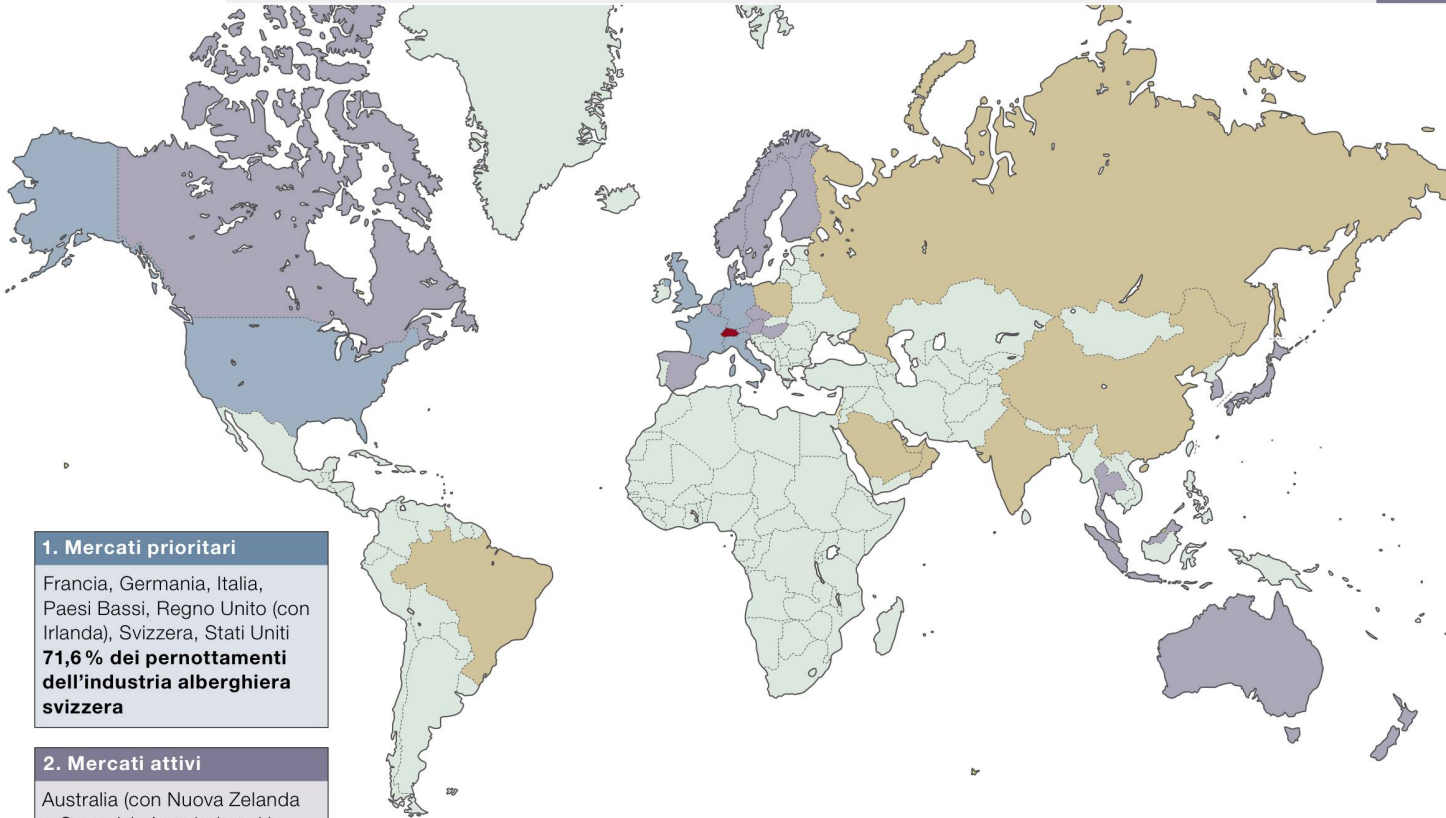 1. Mercati prioritari
Francia, Germania, Italia,
Paesi Bassi, Regno Unito (con
Irlanda), Svizzera, Stati Uniti
71,6 % dei pernottamenti
dell'industria alberghiera
svizzera
2. Mercati attivi
Australia (con Nuova Zelanda